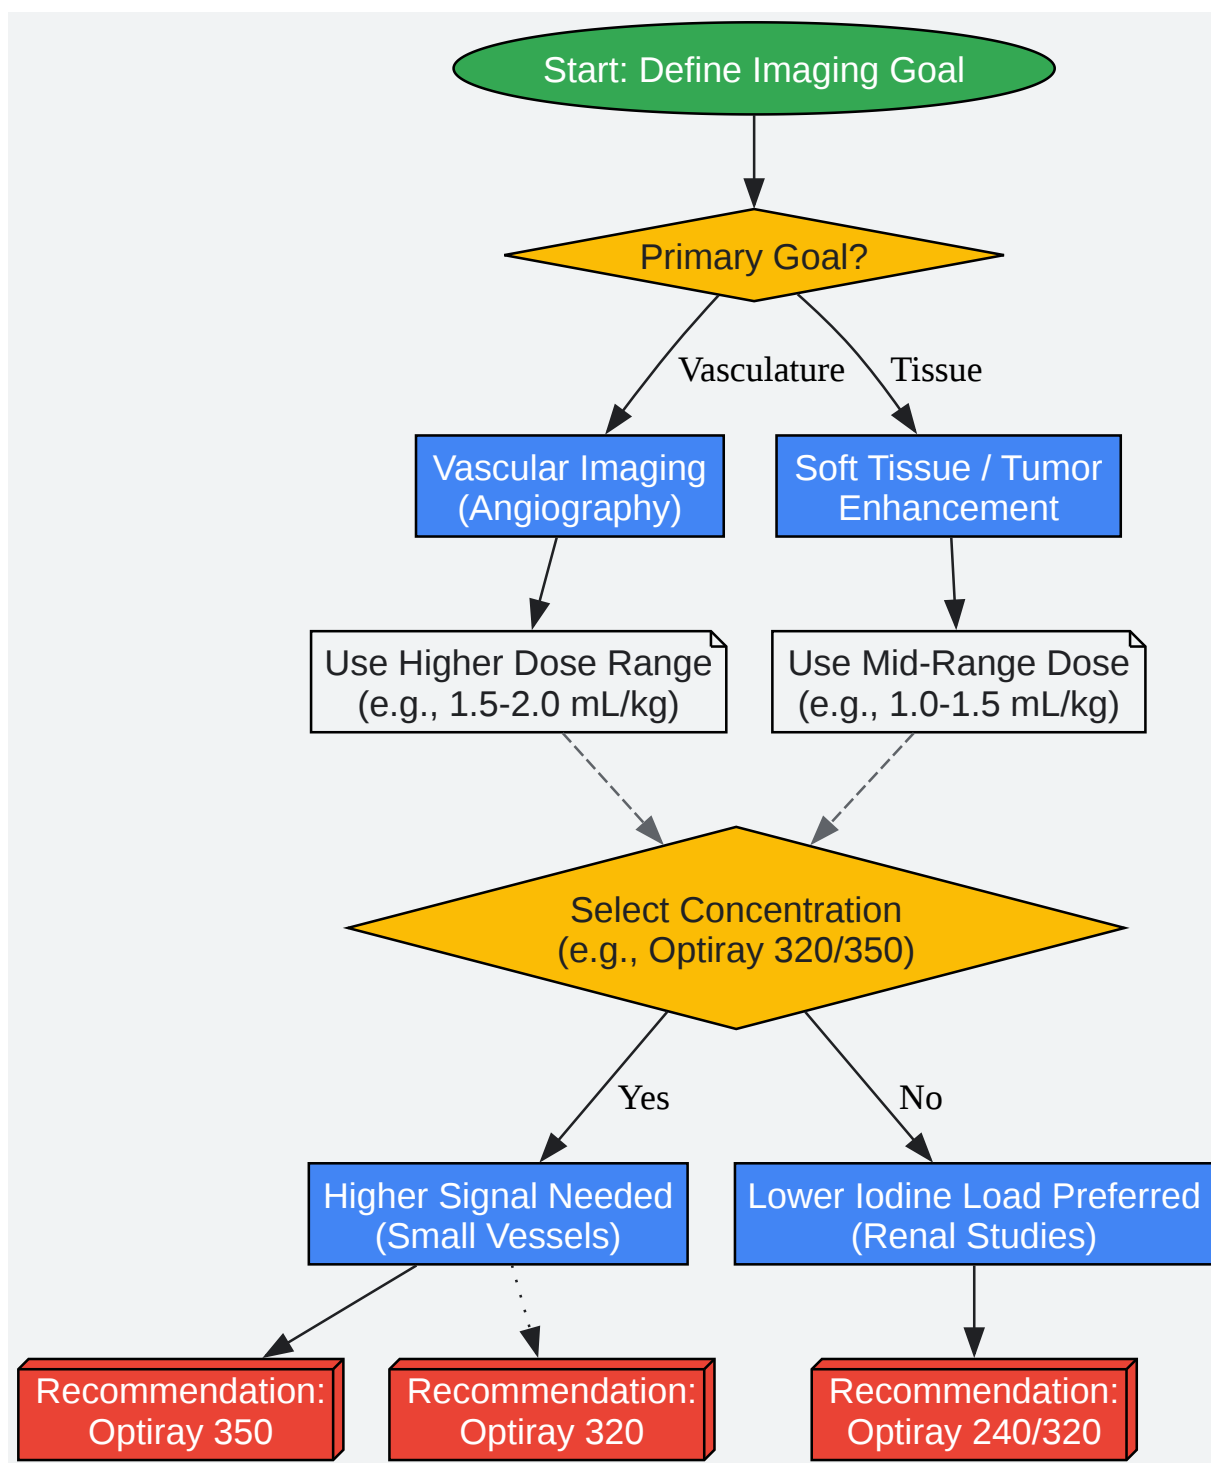 Start: Define Imaging Goal
Primary Goal?
Vasculature
Tissue
Vascular Imaging
(Angiography)
Soft Tissue / Tumor
Enhancement
Use Higher Dose Range
(e.g., 1.5-2.0 mL/kg)
Use Mid-Range Dose
(e.g., 1.0-1.5 mL/kg)
Select Concentration
(e.g., Optiray 320/350)
Yes
No
Higher Signal Needed
(Small Vessels)
Lower Iodine Load Preferred
(Renal Studies)
Recommendation:
Optiray 350
Recommendation:
Optiray 320
Recommendation:
Optiray 240/320